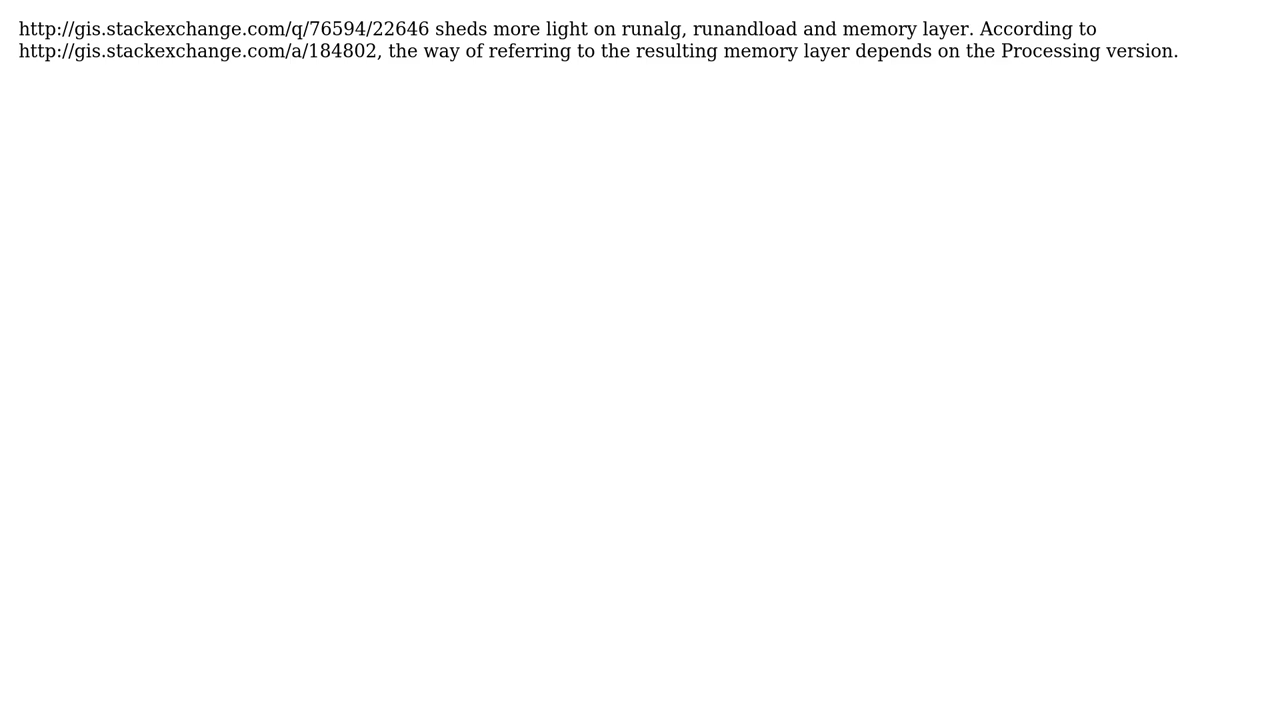 http://gis.stackexchange.com/q/76594/22646 sheds more light on runalg, runandload and memory layer. According to
http://gis.stackexchange.com/a/184802, the way of referring to the resulting memory layer depends on the Processing version.